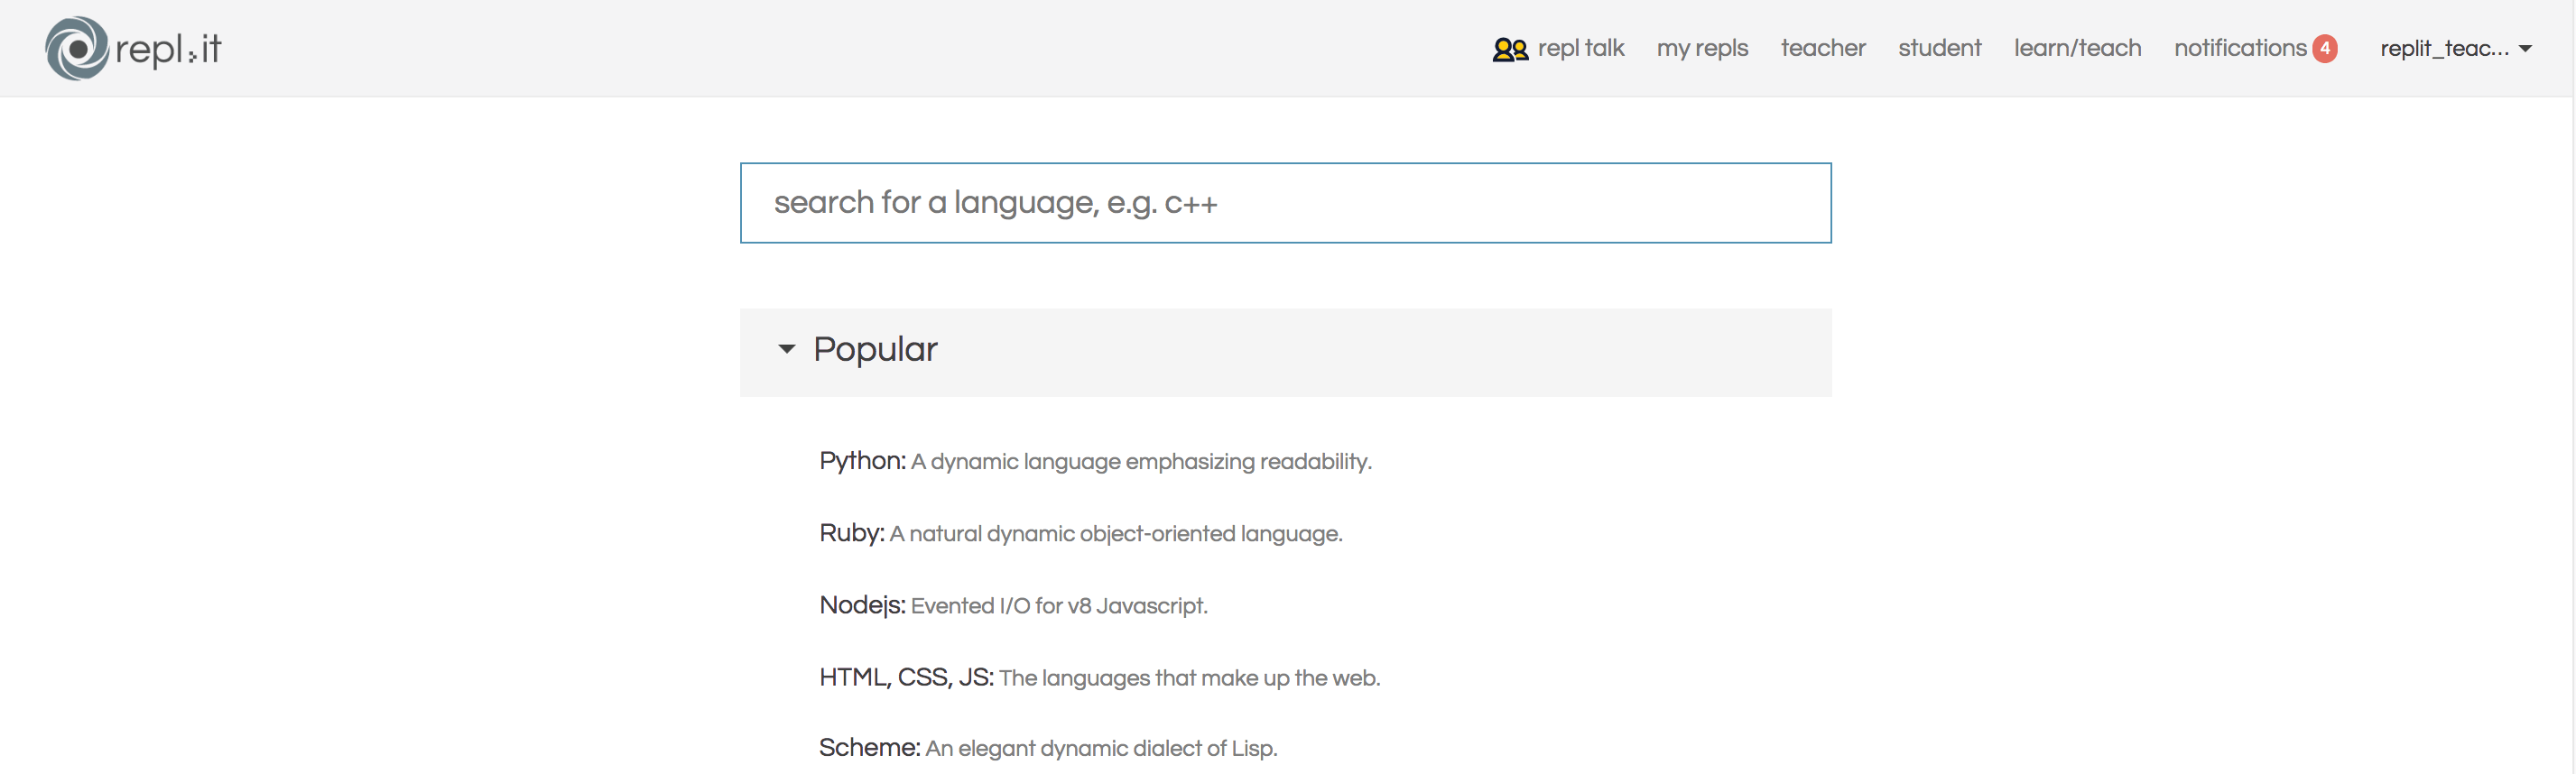 repl.it
repl talk my repls teacher student learn/teach notifications 4 replit_teac...
search for a language, e.g. c++
Popular
Python: A dynamic language emphasizing readability.
Ruby: A natural dynamic object-oriented language.
Nodejs: Evented I/O for v8 Javascript.
HTML, CSS, JS: The languages that make up the web.
Scheme: An elegant dynamic dialect of Lisp.